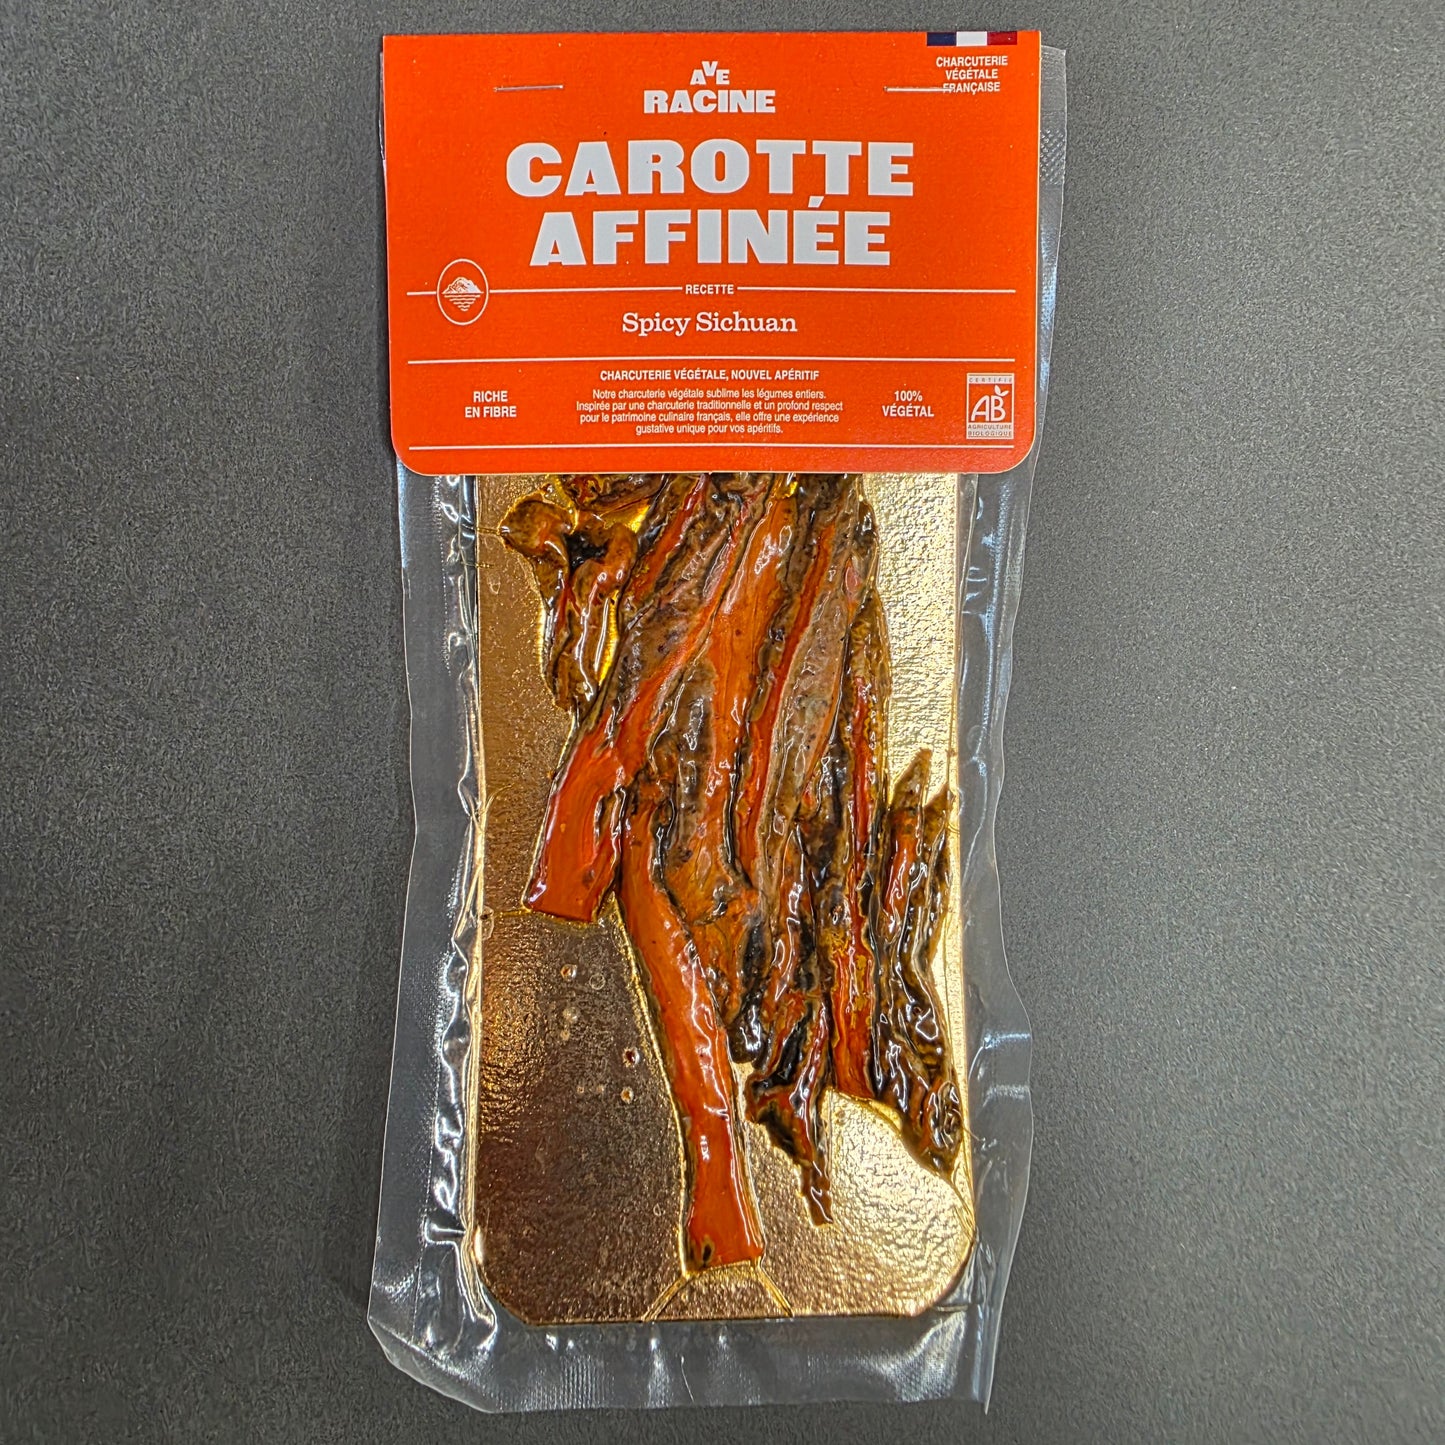 AVE
RACINE
CHARCUTERIE
VÉGÉTALE
FRANÇAISE
CAROTTE
AFFINÉE
RECETTE
Spicy Sichuan
RICHE
EN FIBRE
CHARCUTERIE VÉGÉTALE, NOUVEL APÉRITIF
Notre charcuterie végétale sublime les légumes entiers.
Inspirée par une charcuterie traditionnelle et un profond respect
pour le patrimoine culinaire français, elle offre une expérience
gustative unique pour vos apéritifs.
100%
VÉGÉTAL
CERTIFIÉ
AB
AGRICULTURE
BIOLOGIQUE